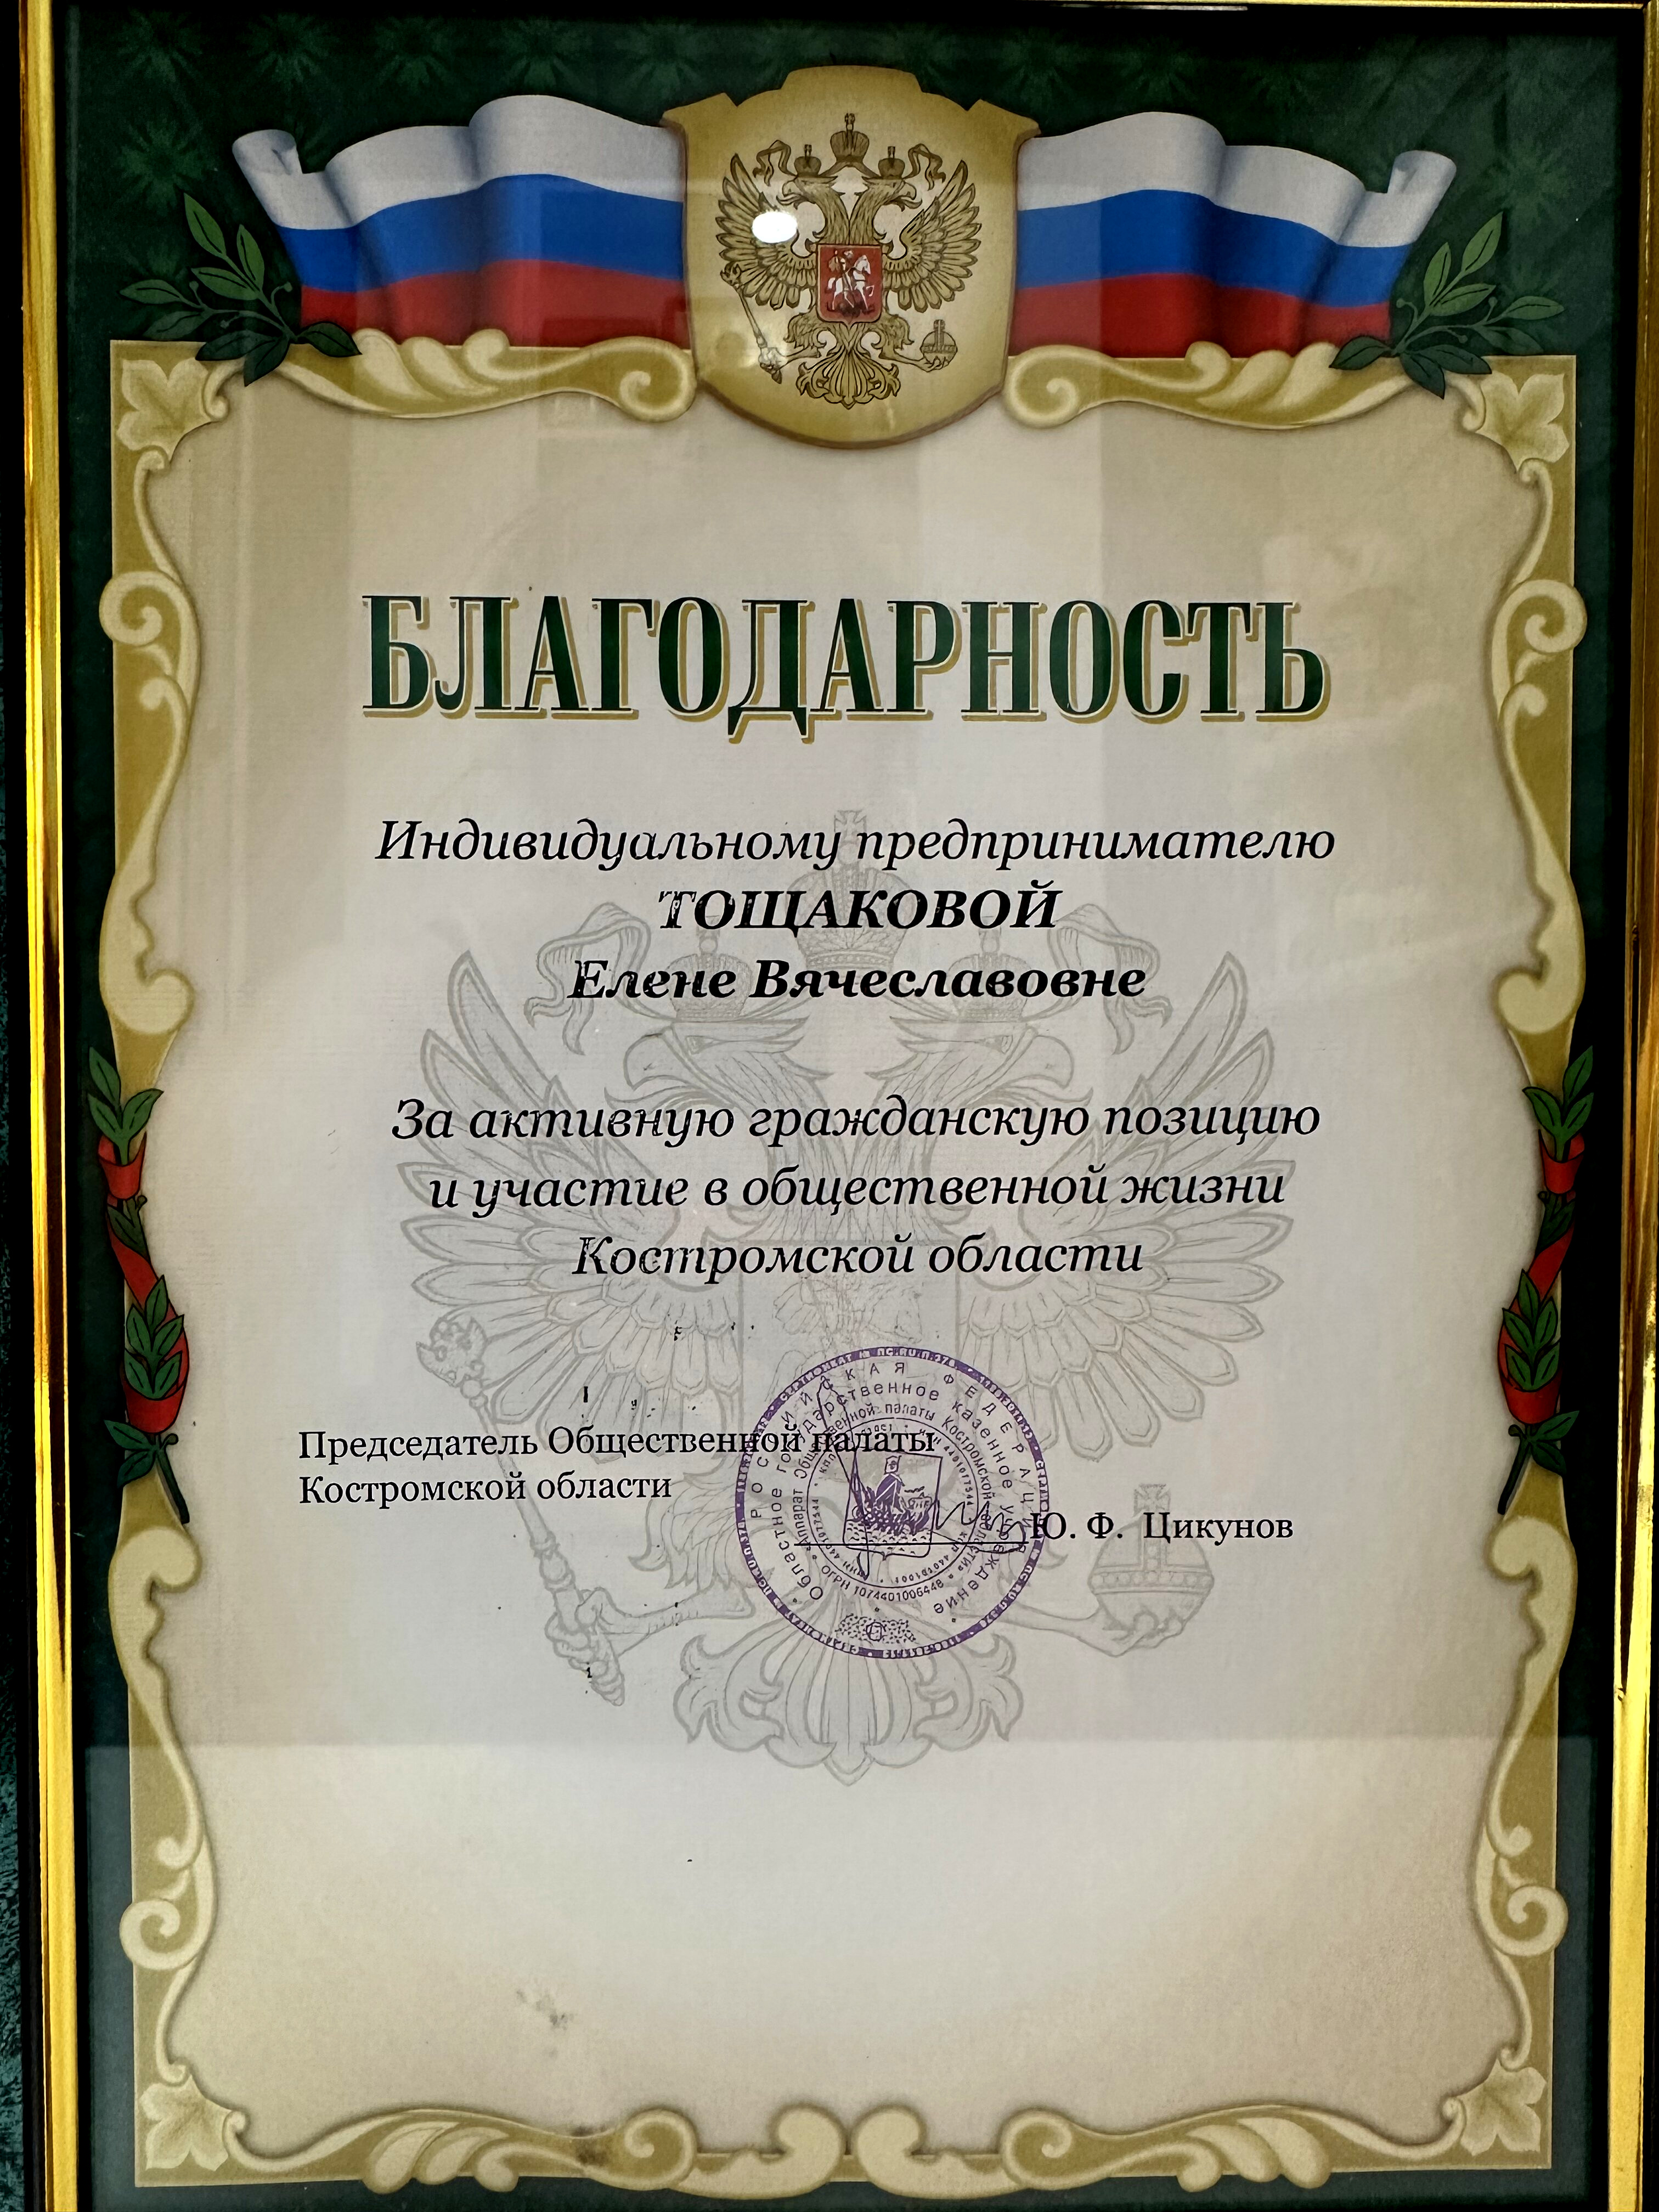 БЛАГОДАРНОСТЬ
Индивидуальному предпринимателю
ТОЩАКОВОЙ
Елене Вячеславовне
За активную гражданскую позицию
и участие в общественной жизни
Костромской области
Председатель Общественной палаты
Костромской области
Ю. Ф. Цикунов
РОССИЙСКАЯ ФЕДЕРАЦИЯ
Областное государственное казенное учреждение
«Аппарат Общественной палаты Костромской области»
ОГРН 1074401006448